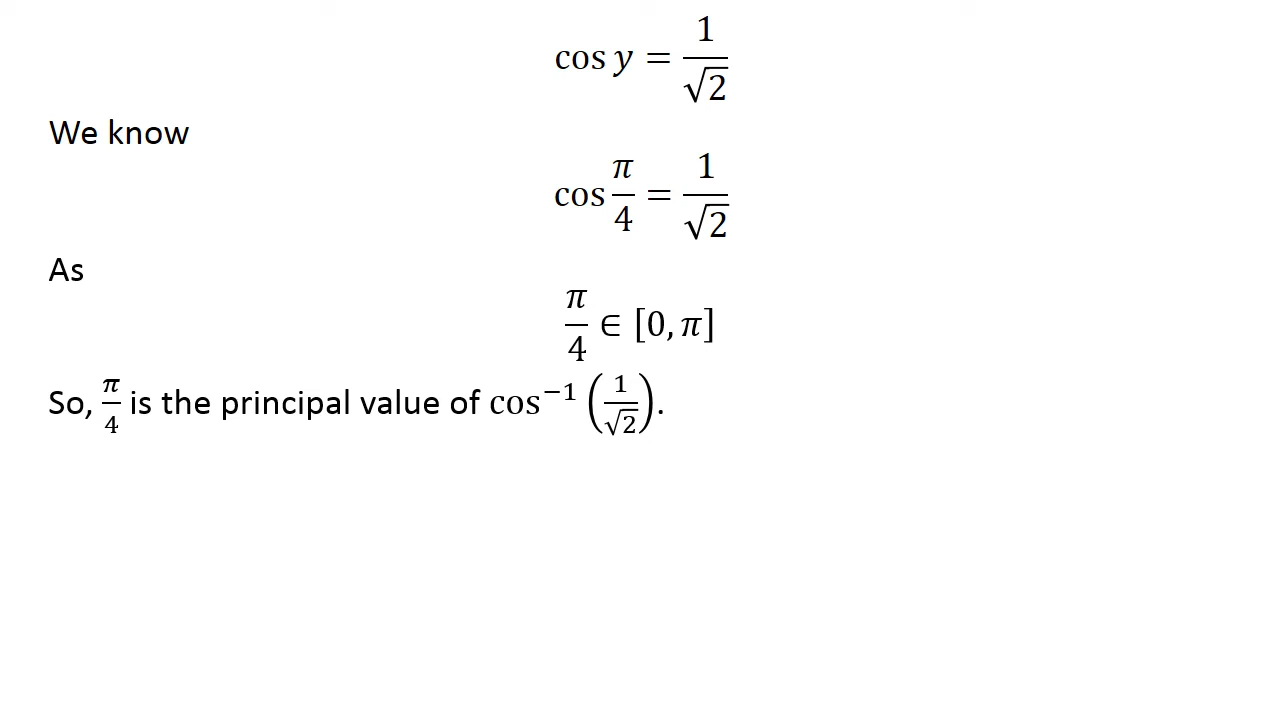 cos y = 1/√2
We know
cos π/4 = 1/√2
As
π/4 ∈ [0, π]
So, π/4 is the principal value of cos⁻¹ (1/√2).